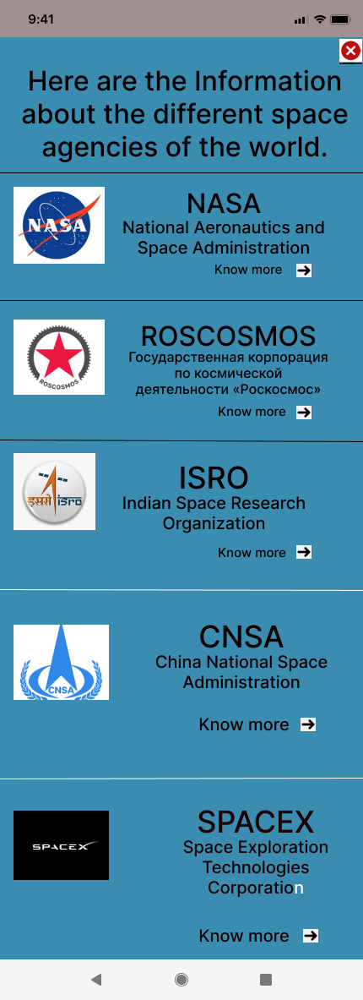 9:41
Here are the Information
about the different space
agencies of the world.
NASA
NASA
National Aeronautics and
Space Administration
Know more
ROSCOSMOS
ROSCOSMOS
Государственная корпорация
по космической
деятельности «Роскосмос»
Know more
इसरो isro
ISRO
Indian Space Research
Organization
Know more
CNSA
CNSA
China National Space
Administration
Know more
SPACEX
SPACEX
Space Exploration
Technologies
Corporation
Know more